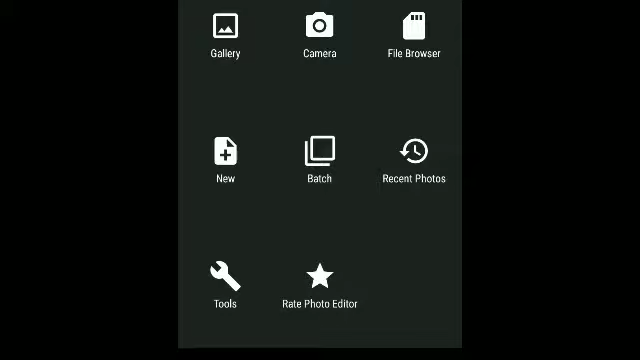 Gallery
Camera
File Browser
New
Batch
Recent Photos
Tools
Rate Photo Editor